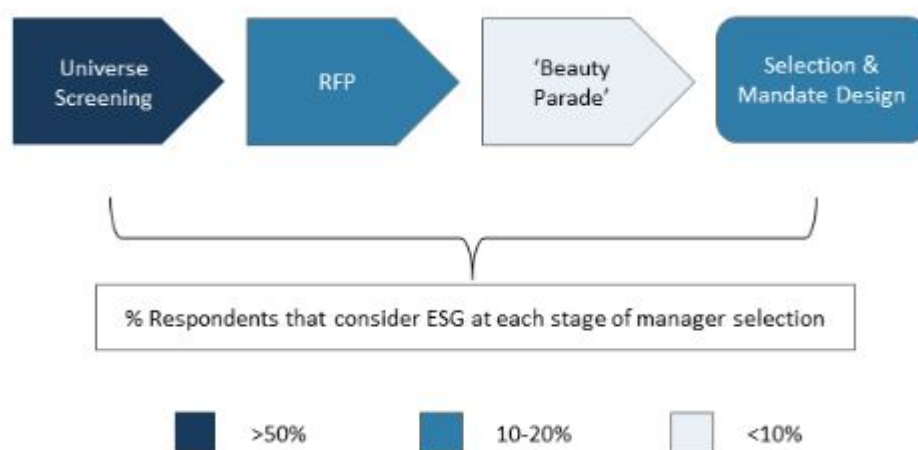 Universe
Screening
RFP
‘Beauty
Parade’
Selection &
Mandate Design
% Respondents that consider ESG at each stage of manager selection
>50%
10-20%
<10%